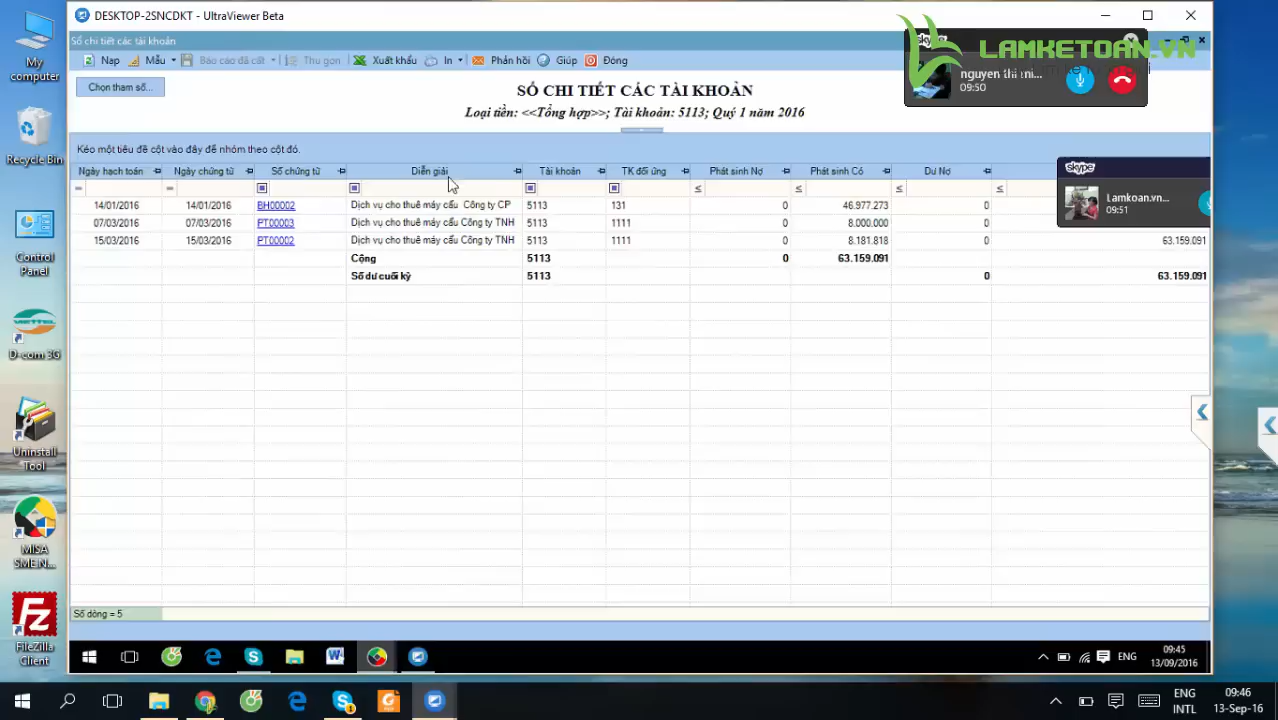 DESKTOP-2SNCDKT - UltraViewer Beta
Sổ chi tiết các tài khoản
Nạp Mẫu Báo cáo đã cất Thu gọn Xuất khẩu In Phản hồi Giúp Đóng
Chọn tham số...
SỔ CHI TIẾT CÁC TÀI KHOẢN
Loại tiền: <<Tổng hợp>>; Tài khoản: 5113; Quý 1 năm 2016
Kéo một tiêu đề cột vào đây để nhóm theo cột đó.
Ngày hạch toán Ngày chứng từ Số chứng từ Diễn giải Tài khoản TK đối ứng Phát sinh Nợ Phát sinh Có Dư Nợ
= = ≤ ≤ ≤ ≤
14/01/2016 14/01/2016 BH00002 Dịch vụ cho thuê máy cẩu Công ty CP 5113 131 0 46.977.273 0
07/03/2016 07/03/2016 PT00003 Dịch vụ cho thuê máy cẩu Công ty TNH 5113 1111 0 8.000.000 0
15/03/2016 15/03/2016 PT00002 Dịch vụ cho thuê máy cẩu Công ty TNH 5113 1111 0 8.181.818 0 63.159.091
Cộng 5113 0 63.159.091
Số dư cuối kỳ 5113 0 63.159.091
Số dòng = 5
skype
LAMKETOAN.VN
nguyen thi ni...
09:50
skype
Lamkoan.vn...
09:51
My computer
Recycle Bin
Control Panel
VIETTEL
D-com 3G
Uninstall Tool
MISA SME.N...
FileZilla Client
ENG
09:45
13/09/2016
ENG
INTL
09:46
13-Sep-16